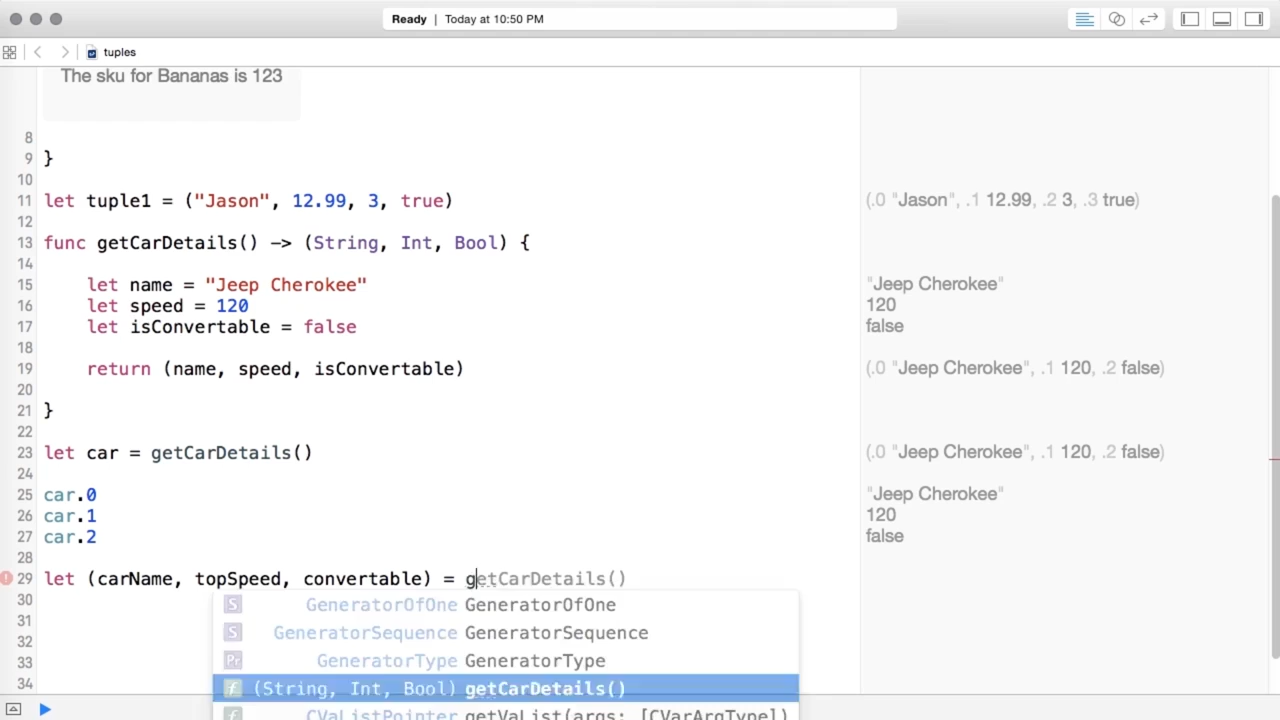 Ready | Today at 10:50 PM
tuples
The sku for Bananas is 123
8
9 }
10
11 let tuple1 = ("Jason", 12.99, 3, true) (.0 "Jason", .1 12.99, .2 3, .3 true)
12
13 func getCarDetails() -> (String, Int, Bool) {
14
15 let name = "Jeep Cherokee" "Jeep Cherokee"
16 let speed = 120 120
17 let isConvertable = false false
18
19 return (name, speed, isConvertable) (.0 "Jeep Cherokee", .1 120, .2 false)
20
21 }
22
23 let car = getCarDetails() (.0 "Jeep Cherokee", .1 120, .2 false)
24
25 car.0 "Jeep Cherokee"
26 car.1 120
27 car.2 false
28
29 let (carName, topSpeed, convertable) = getCarDetails()
30 S GeneratorOfOne GeneratorOfOne
31
32 S GeneratorSequence GeneratorSequence
33 Pr GeneratorType GeneratorType
34 f (String, Int, Bool) getCarDetails()
f CVaListPointer getVaList(args: [CVarArgType])